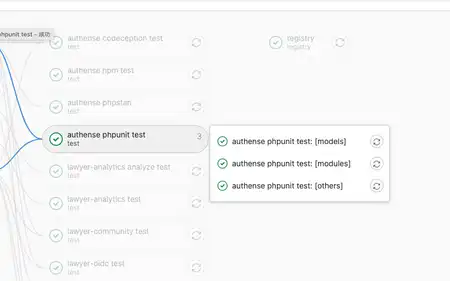 phpunit test - 成功
authense codeception test
test
authense npm test
test
authense phpstan
test
authense phpunit test
test
3
lawyer-analytics analyze test
test
lawyer-analytics test
test
lawyer-community test
test
lawyer-oidc test
test
registry
registry
authense phpunit test: [models]
authense phpunit test: [modules]
authense phpunit test: [others]